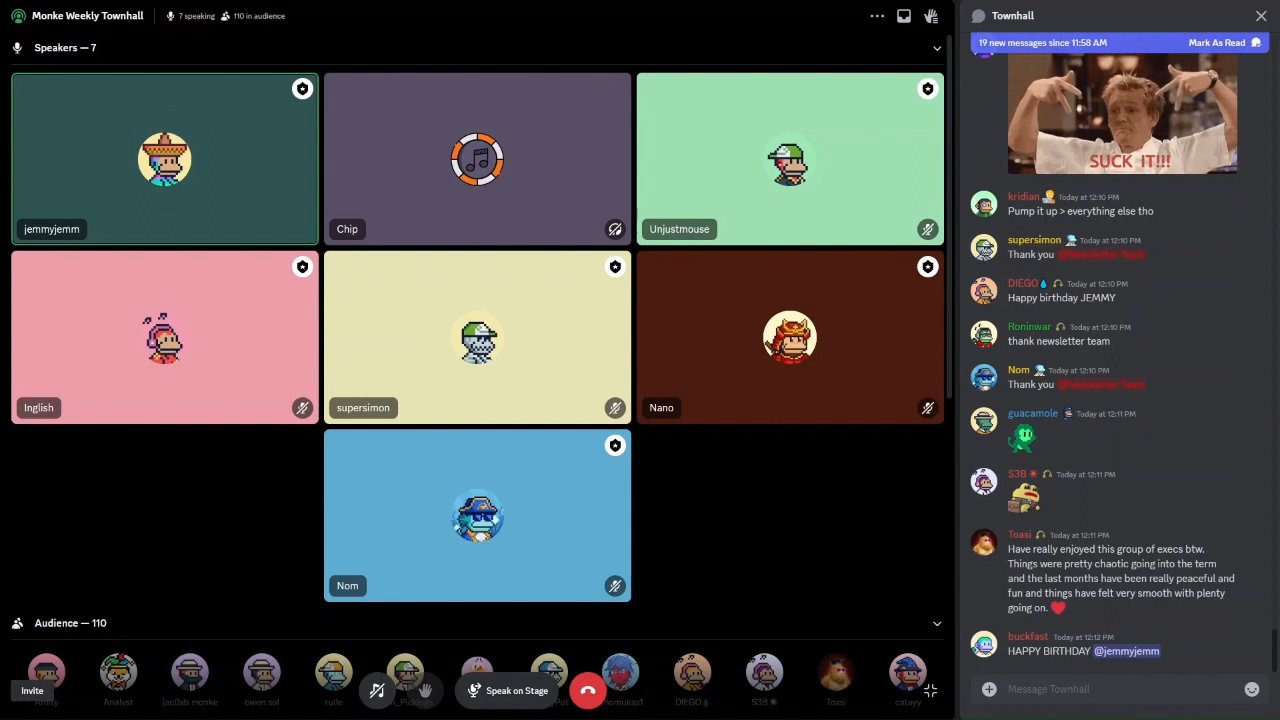 Monke Weekly Townhall
7 speaking
110 in audience
Speakers — 7
jemmyjemm
Chip
Unjustmouse
Inglish
supersimon
Nano
Nom
Audience — 110
Analyst
jac0xb.monke
owen sol
rulle
DIEGO
S3B
Toasi
catayy
Invite
Speak on Stage
Townhall
19 new messages since 11:58 AM
Mark As Read
SUCK IT!!!
kridian Today at 12:10 PM
Pump it up > everything else tho
supersimon Today at 12:10 PM
Thank you @Newsletter Team
DIEGO Today at 12:10 PM
Happy birthday JEMMY
Roninwar Today at 12:10 PM
thank newsletter team
Nom Today at 12:10 PM
Thank you @Newsletter Team
guacamole Today at 12:11 PM
S3B Today at 12:11 PM
Toasi Today at 12:11 PM
Have really enjoyed this group of execs btw.
Things were pretty chaotic going into the term
and the last months have been really peaceful and
fun and things have felt very smooth with plenty
going on. ❤️
buckfast Today at 12:12 PM
HAPPY BIRTHDAY @jemmyjemm
Message Townhall